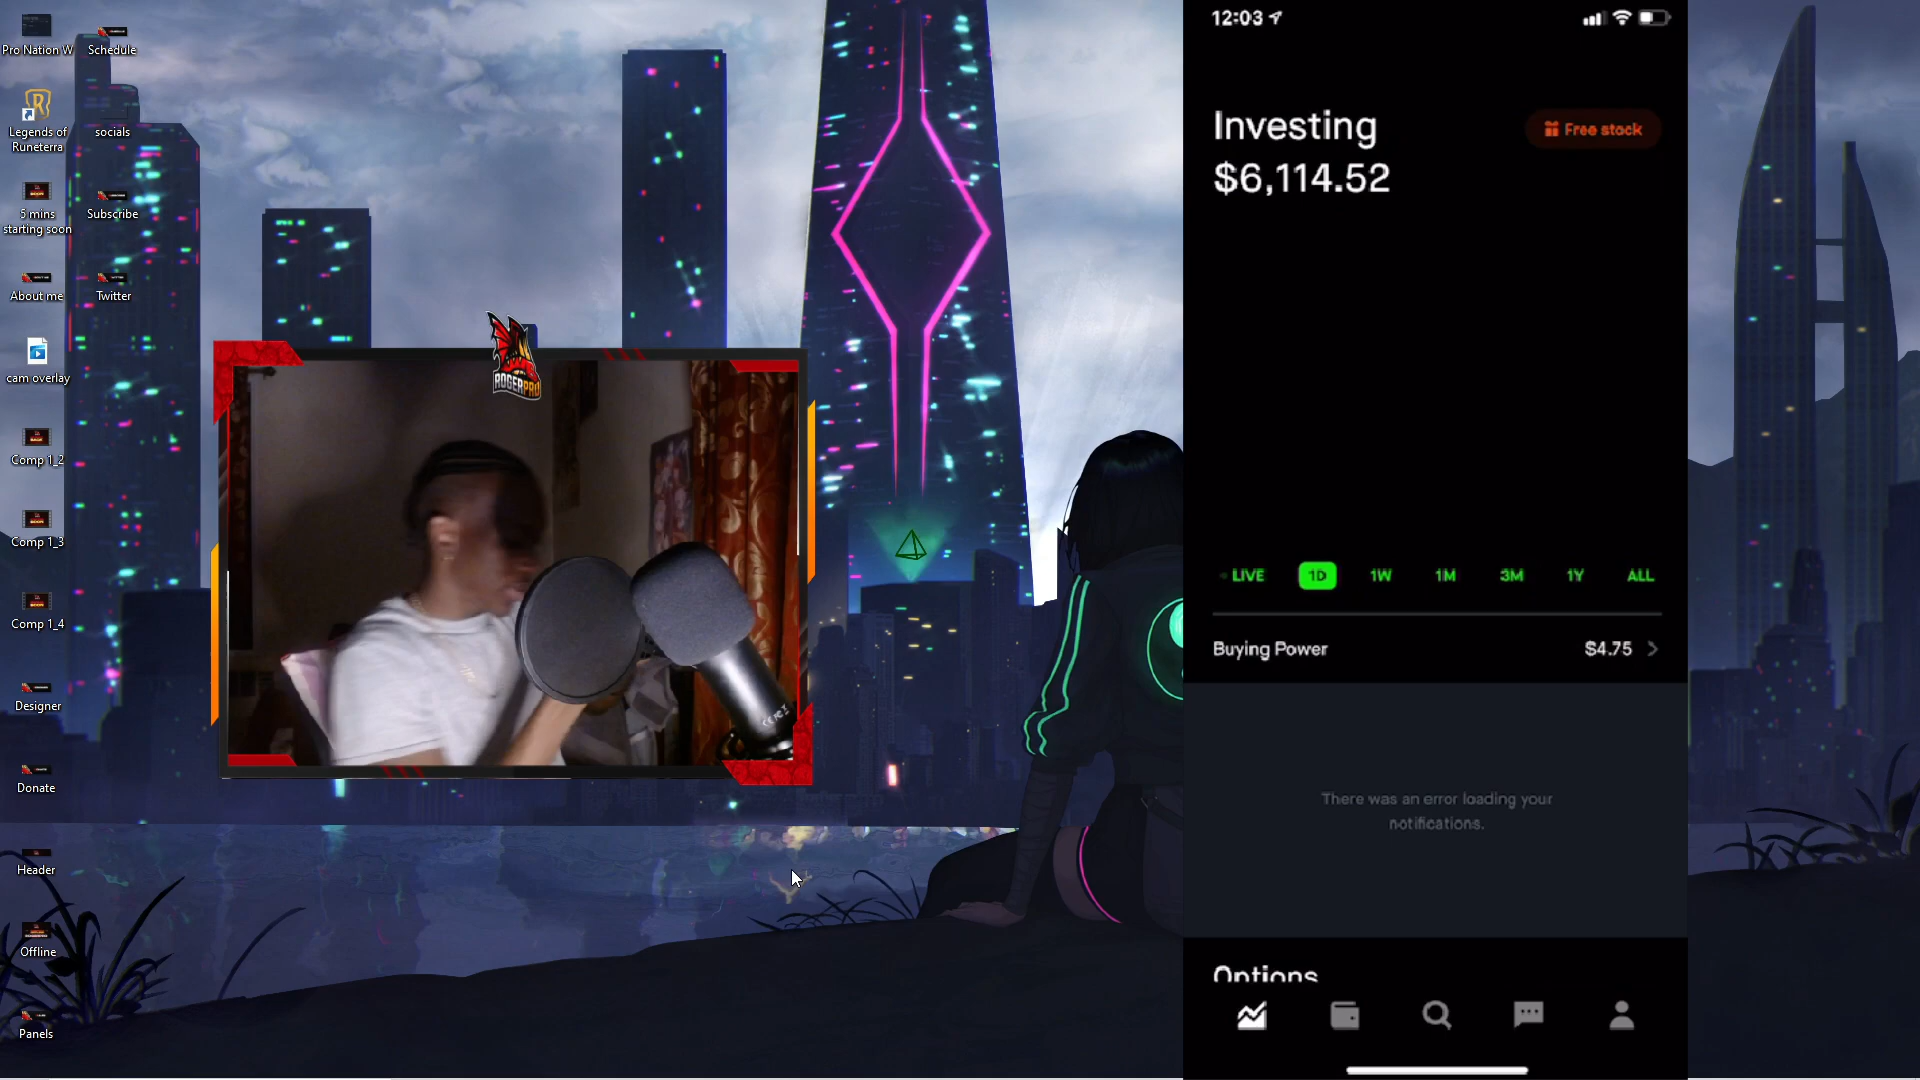 Pro Nation W
Schedule
Legends of
Runeterra
socials
5 mins
starting soon
Subscribe
About me
Twitter
cam overlay
Comp 1_2
Comp 1_3
Comp 1_4
Designer
Donate
Header
Offline
Panels
ROGERPRO
12:03
Investing
Free stock
$6,114.52
LIVE 1D 1W 1M 3M 1Y ALL
Buying Power $4.75
There was an error loading your
notifications.
Options